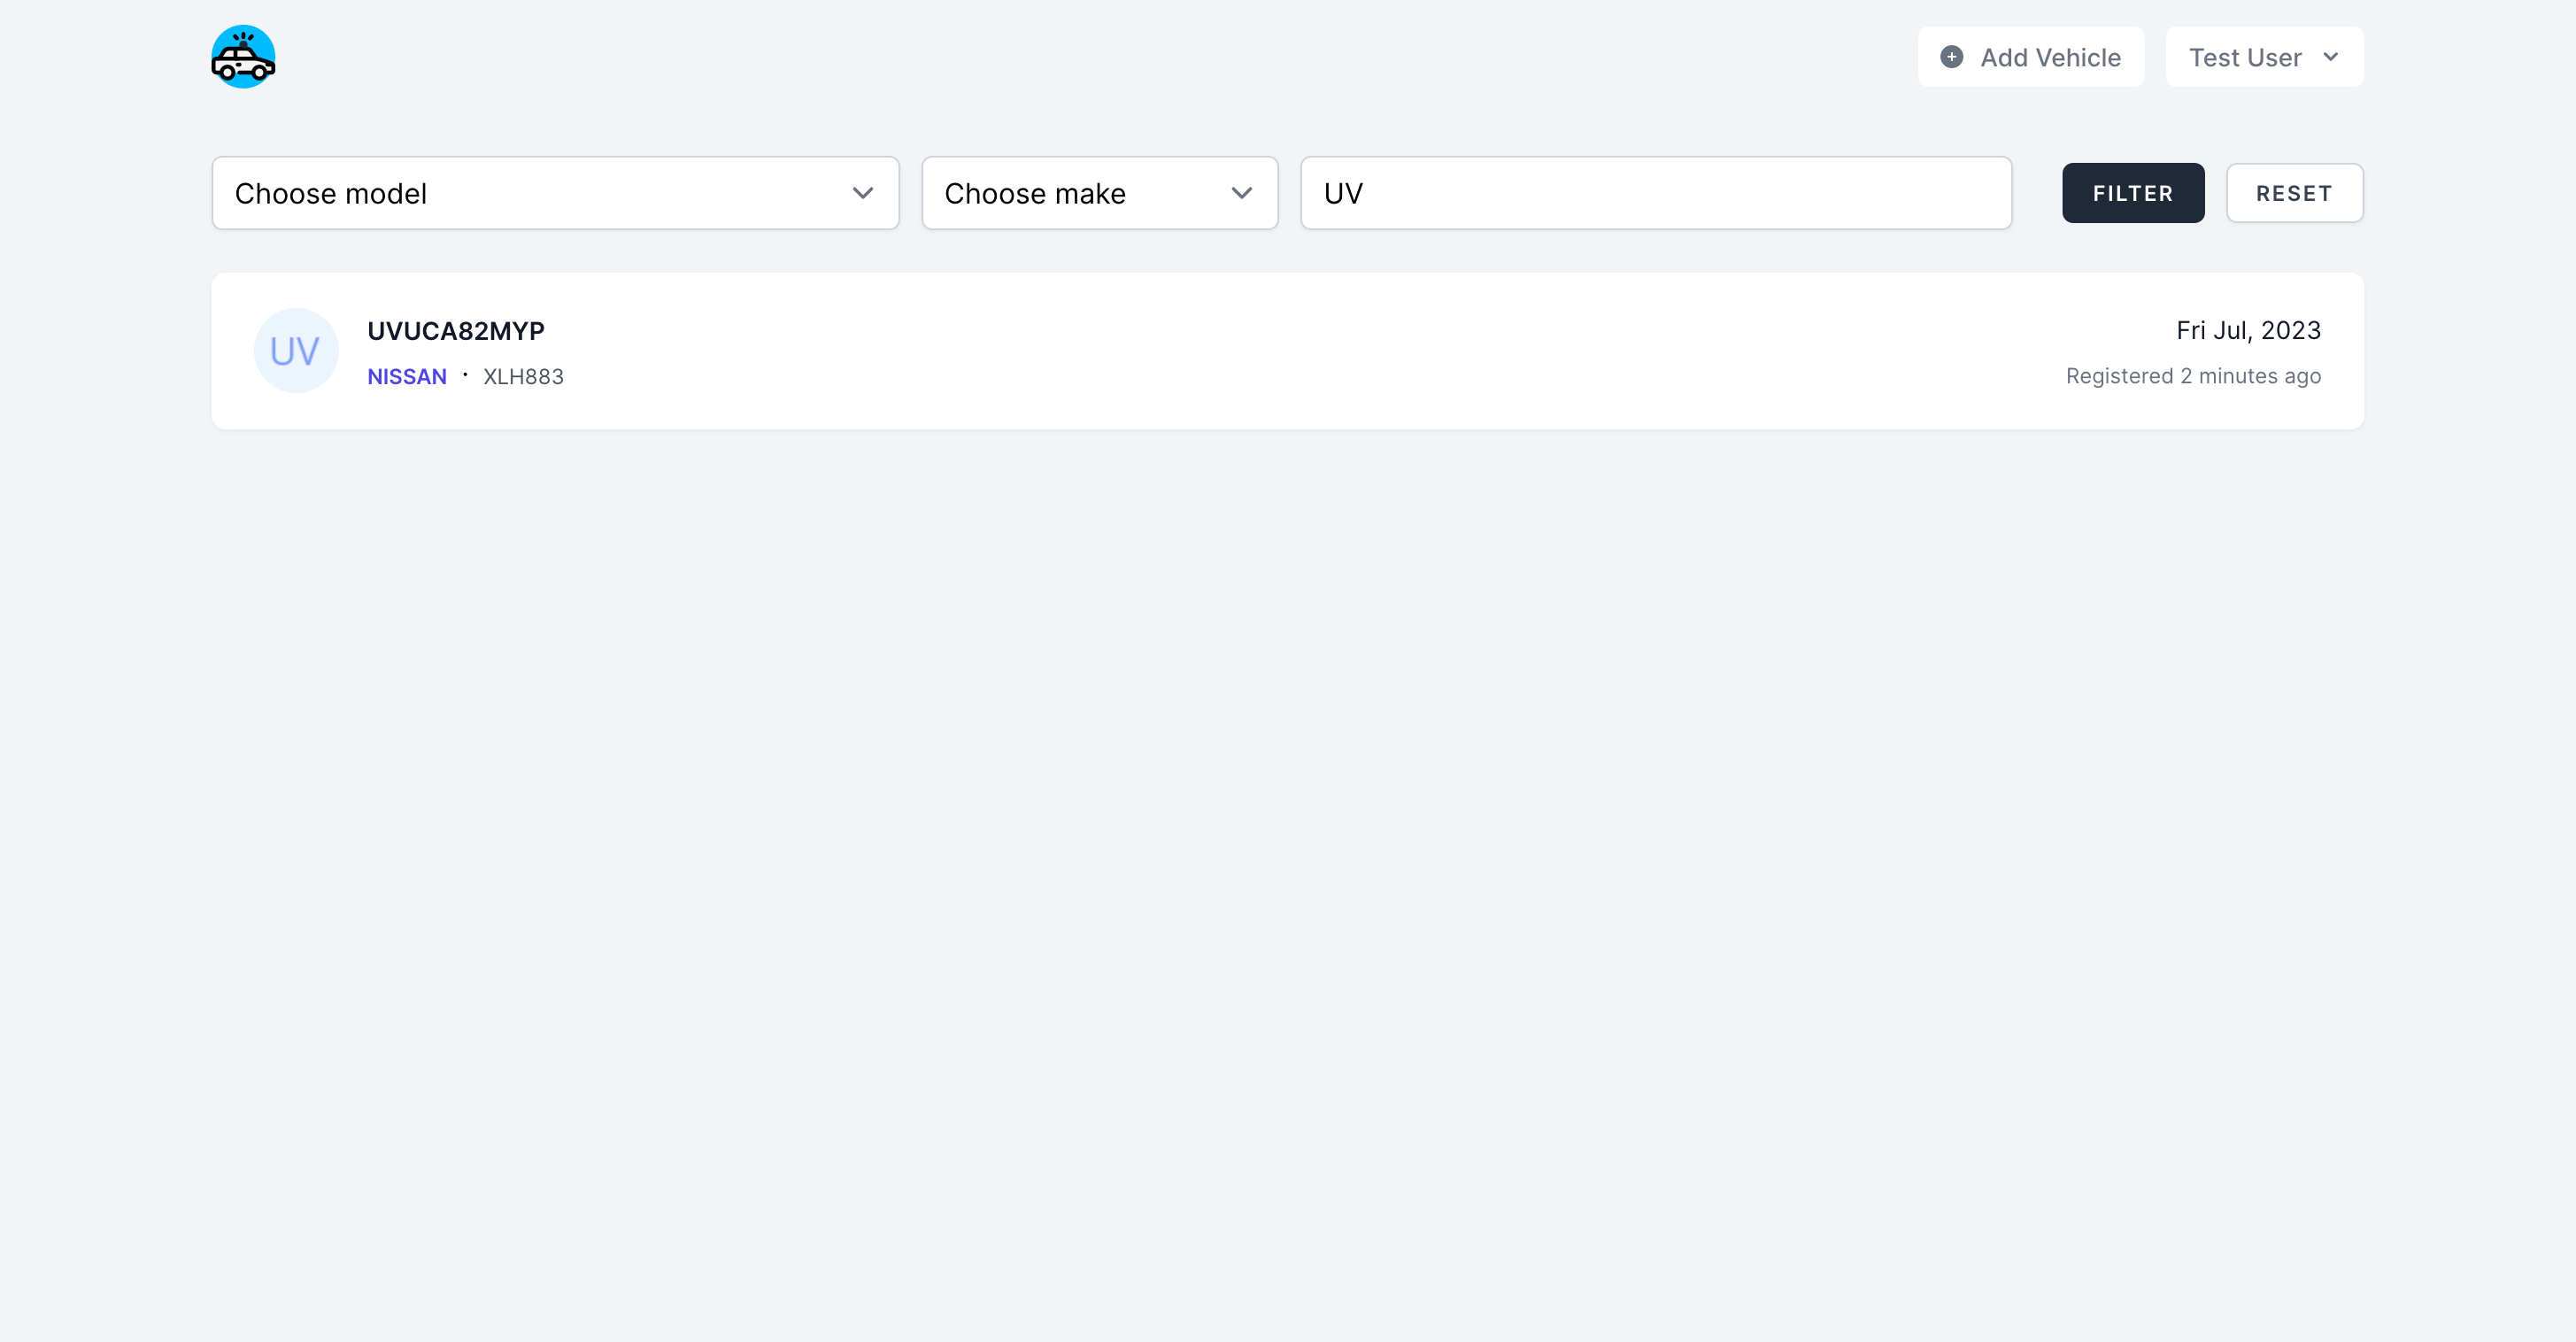 Add Vehicle
Test User
Choose model
Choose make
UV
FILTER
RESET
UV
UVUCA82MYP
NISSAN · XLH883
Fri Jul, 2023
Registered 2 minutes ago